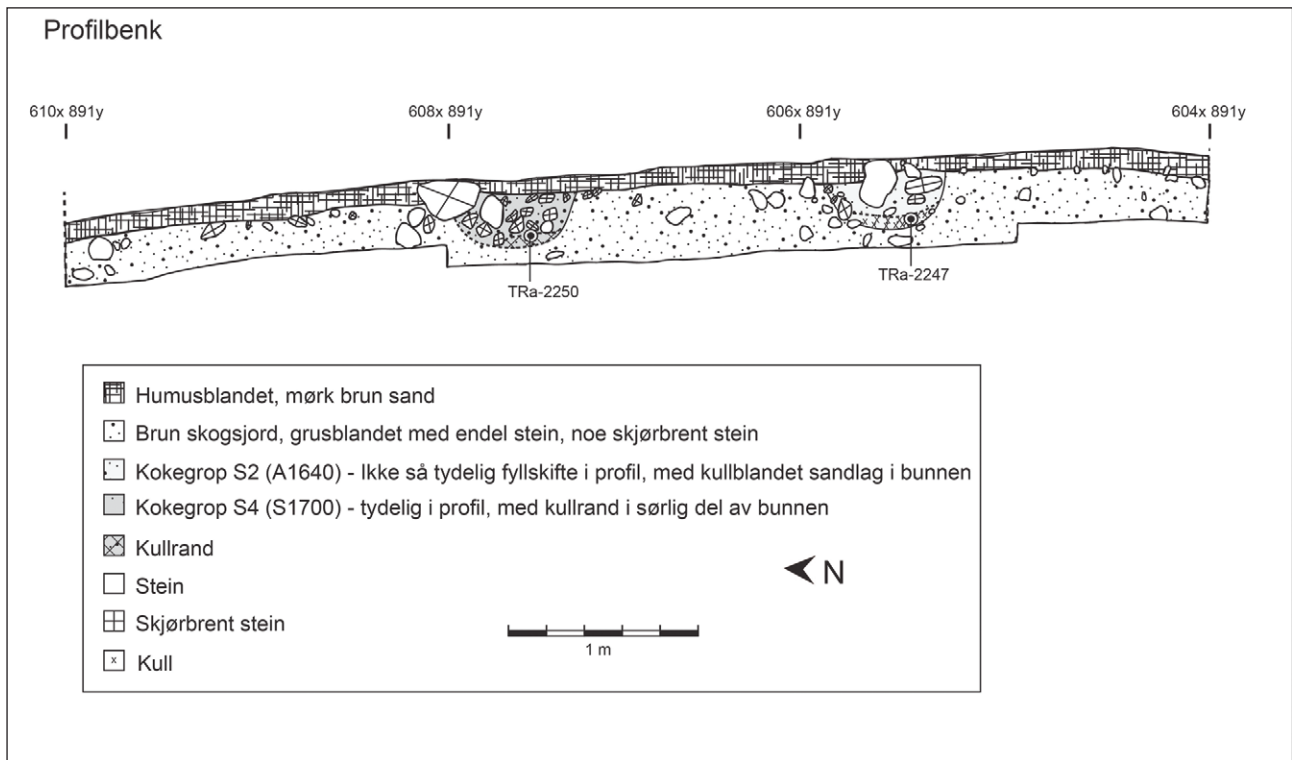 Profilbenk
610x 891y
608x 891y
606x 891y
604x 891y
TRa-2250
TRa-2247
Humusblandet, mørk brun sand
Brun skogsjord, grusblandet med endel stein, noe skjørbrent stein
Kokegrop S2 (A1640) - Ikke så tydelig fyllskifte i profil, med kullblandet sandlag i bunnen
Kokegrop S4 (S1700) - tydelig i profil, med kullrand i sørlig del av bunnen
Kullrand
Stein
Skjørbrent stein
x Kull
N
1 m